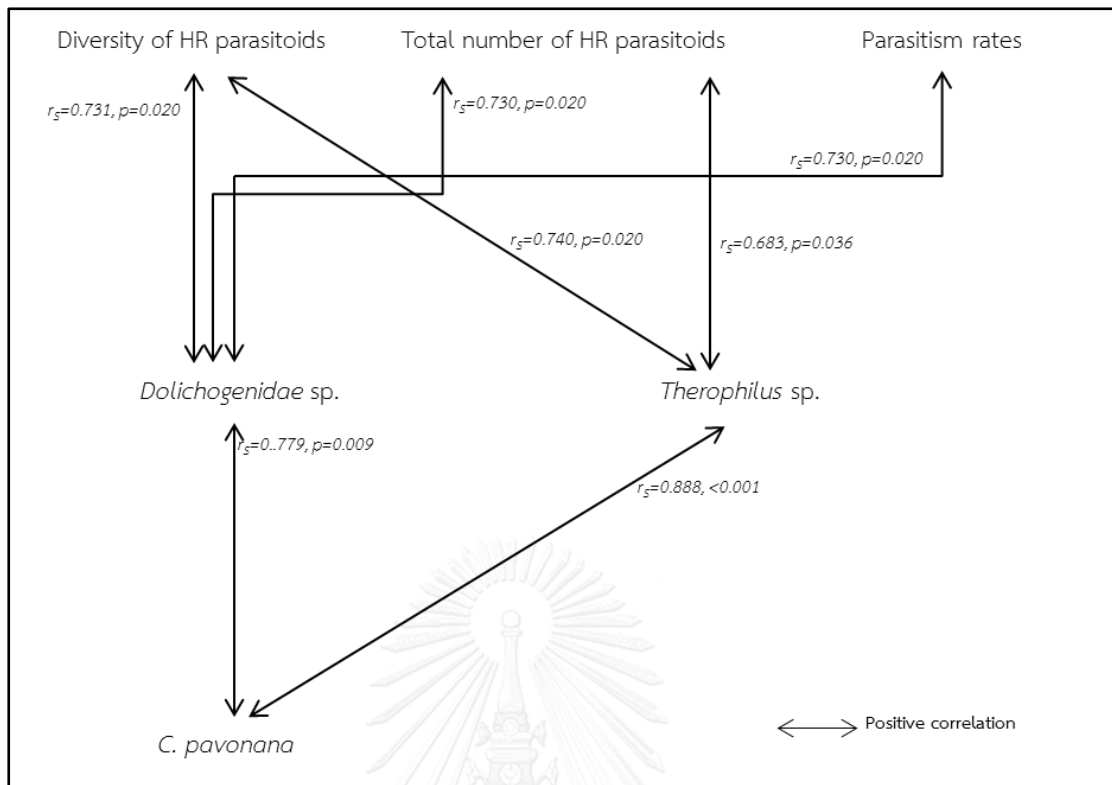 Diversity of HR parasitoids
Total number of HR parasitoids
Parasitism rates
rs=0.731, p=0.020
rs=0.730, p=0.020
rs=0.730, p=0.020
rs=0.740, p=0.020
rs=0.683, p=0.036
Dolichogenidae sp.
Therophilus sp.
rs=0..779, p=0.009
rs=0.888, <0.001
C. pavonana
Positive correlation